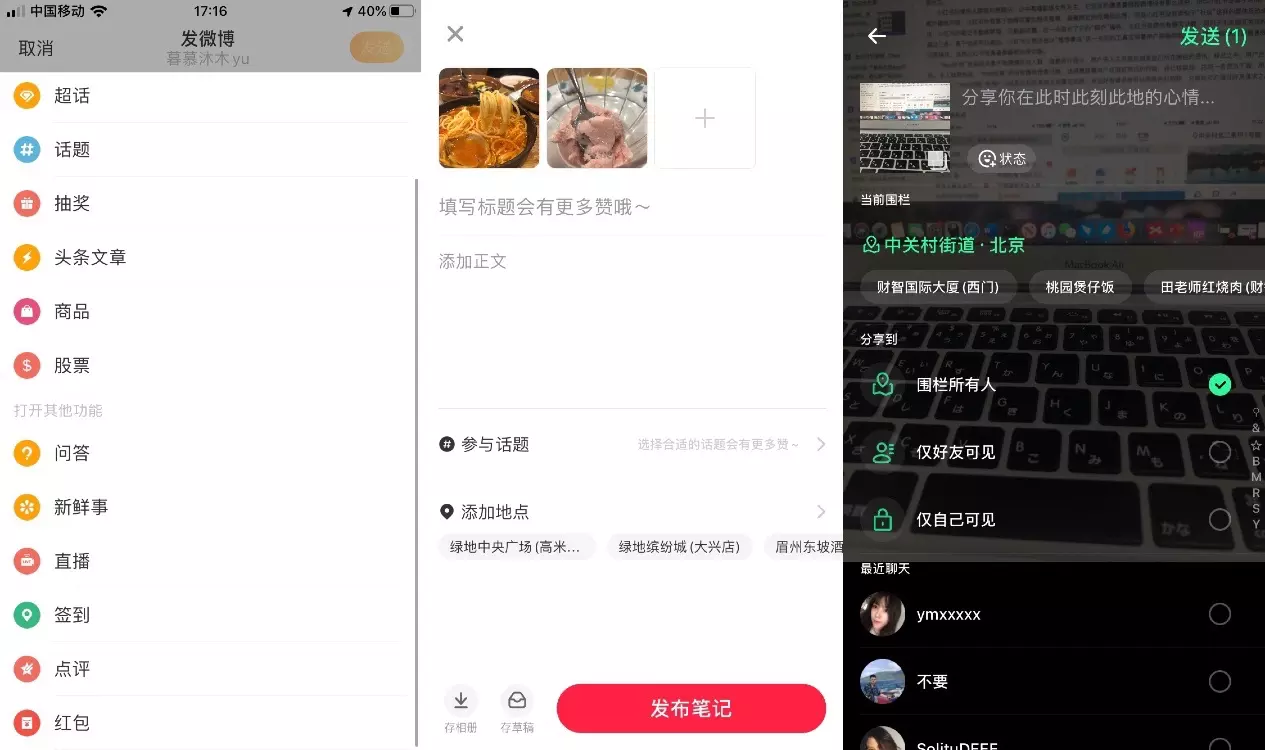 中国移动
17:16
40%
取消
发微博
暮慕沐木yu
发送
超话
话题
抽奖
头条文章
商品
股票
打开其他功能
问答
新鲜事
直播
签到
点评
红包
填写标题会有更多赞哦～
添加正文
参与话题
选择合适的话题会有更多赞~
添加地点
绿地中央广场(高米...
绿地缤纷城(大兴店)
眉州东坡酒
存相册
存草稿
发布笔记
发送(1)
分享你在此时此刻此地的心情...
状态
当前围栏
中关村街道·北京
MacBook Air
财智国际大厦(西门)
桃园煲仔饭
田老师红烧肉(财
分享到
围栏所有人
仅好友可见
仅自己可见
&
B
M
R
S
Y
最近聊天
ymxxxxx
不要
SolituDEEE